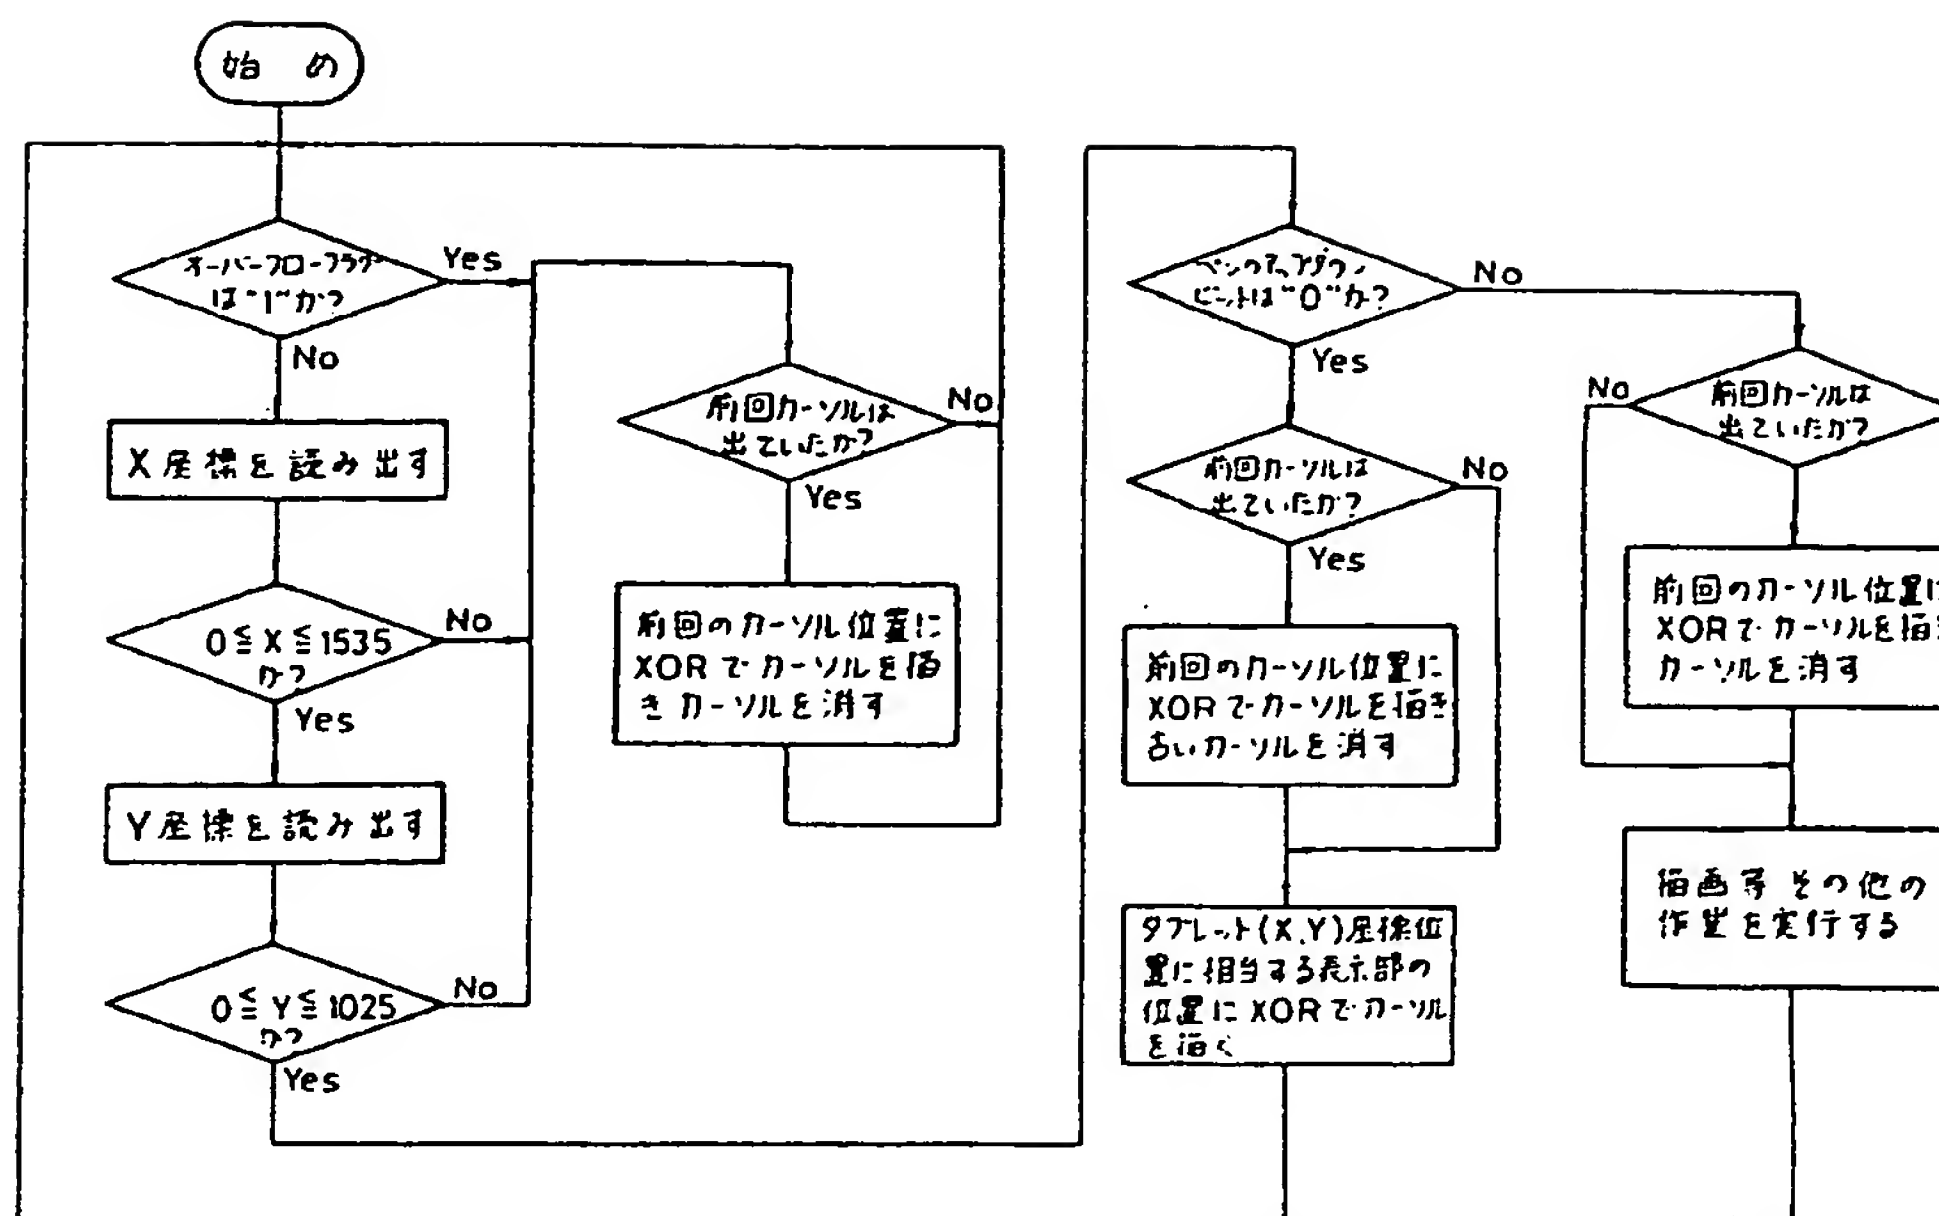 始 め
オーバーフローフラグ
は"1"か?
Yes
No
X座標を読み出す
0≦X≦1535
か?
No
Yes
Y座標を読み出す
0≦Y≦1025
か?
No
Yes
前回カーソルは
出ていたか?
No
Yes
前回のカーソル位置に
XORでカーソルを描
きカーソルを消す
ペンのアップダウン
ビットは"0"か?
No
Yes
前回カーソルは
出ていたか?
No
Yes
前回のカーソル位置に
XORでカーソルを描き
古いカーソルを消す
タブレット(X,Y)座標位
置に相当する表示部の
位置にXORでカーソル
を描く
前回カーソルは
出ていたか?
No
前回のカーソル位置に
XORでカーソルを描き
カーソルを消す
描画等その他の
作業を実行する